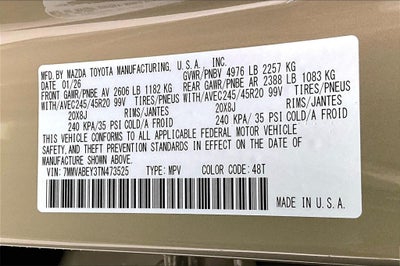 MFD. BY MAZDA TOYOTA MANUFACTURING, U.S.A., INC.
DATE 01/26 GVWR/PNBV 4976 LB 2257 KG
FRONT GAWR/PNBE AV 2606 LB 1182 KG REAR GAWR/PNBE AR 2388 LB 1083 KG
WITH/AVEC 245/45R20 99V TIRES/PNEUS WITH/AVEC 245/45R20 99V TIRES/PNEUS
20X8J RIMS/JANTES 20X8J RIMS/JANTES
240 KPA/ 35 PSI COLD/A FROID 240 KPA/ 35 PSI COLD/A FROID
THIS VEHICLE CONFORMS TO ALL APPLICABLE FEDERAL MOTOR VEHICLE
SAFETY, AND THEFT PREVENTION STANDARDS IN EFFECT ON THE DATE OF
MANUFACTURE SHOWN ABOVE.
VIN: 7MMVABEY3TN473525 TYPE: MPV COLOR CODE: 48T
MADE IN U.S.A.